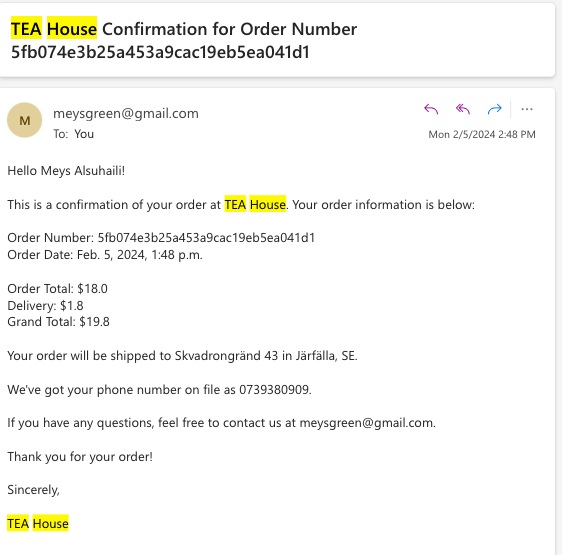 TEA House Confirmation for Order Number
5fb074e3b25a453a9cac19eb5ea041d1
M
meysgreen@gmail.com
To: You
Mon 2/5/2024 2:48 PM
Hello Meys Alsuhaili!
This is a confirmation of your order at TEA House. Your order information is below:
Order Number: 5fb074e3b25a453a9cac19eb5ea041d1
Order Date: Feb. 5, 2024, 1:48 p.m.
Order Total: $18.0
Delivery: $1.8
Grand Total: $19.8
Your order will be shipped to Skvadrongränd 43 in Järfälla, SE.
We've got your phone number on file as 0739380909.
If you have any questions, feel free to contact us at meysgreen@gmail.com.
Thank you for your order!
Sincerely,
TEA House